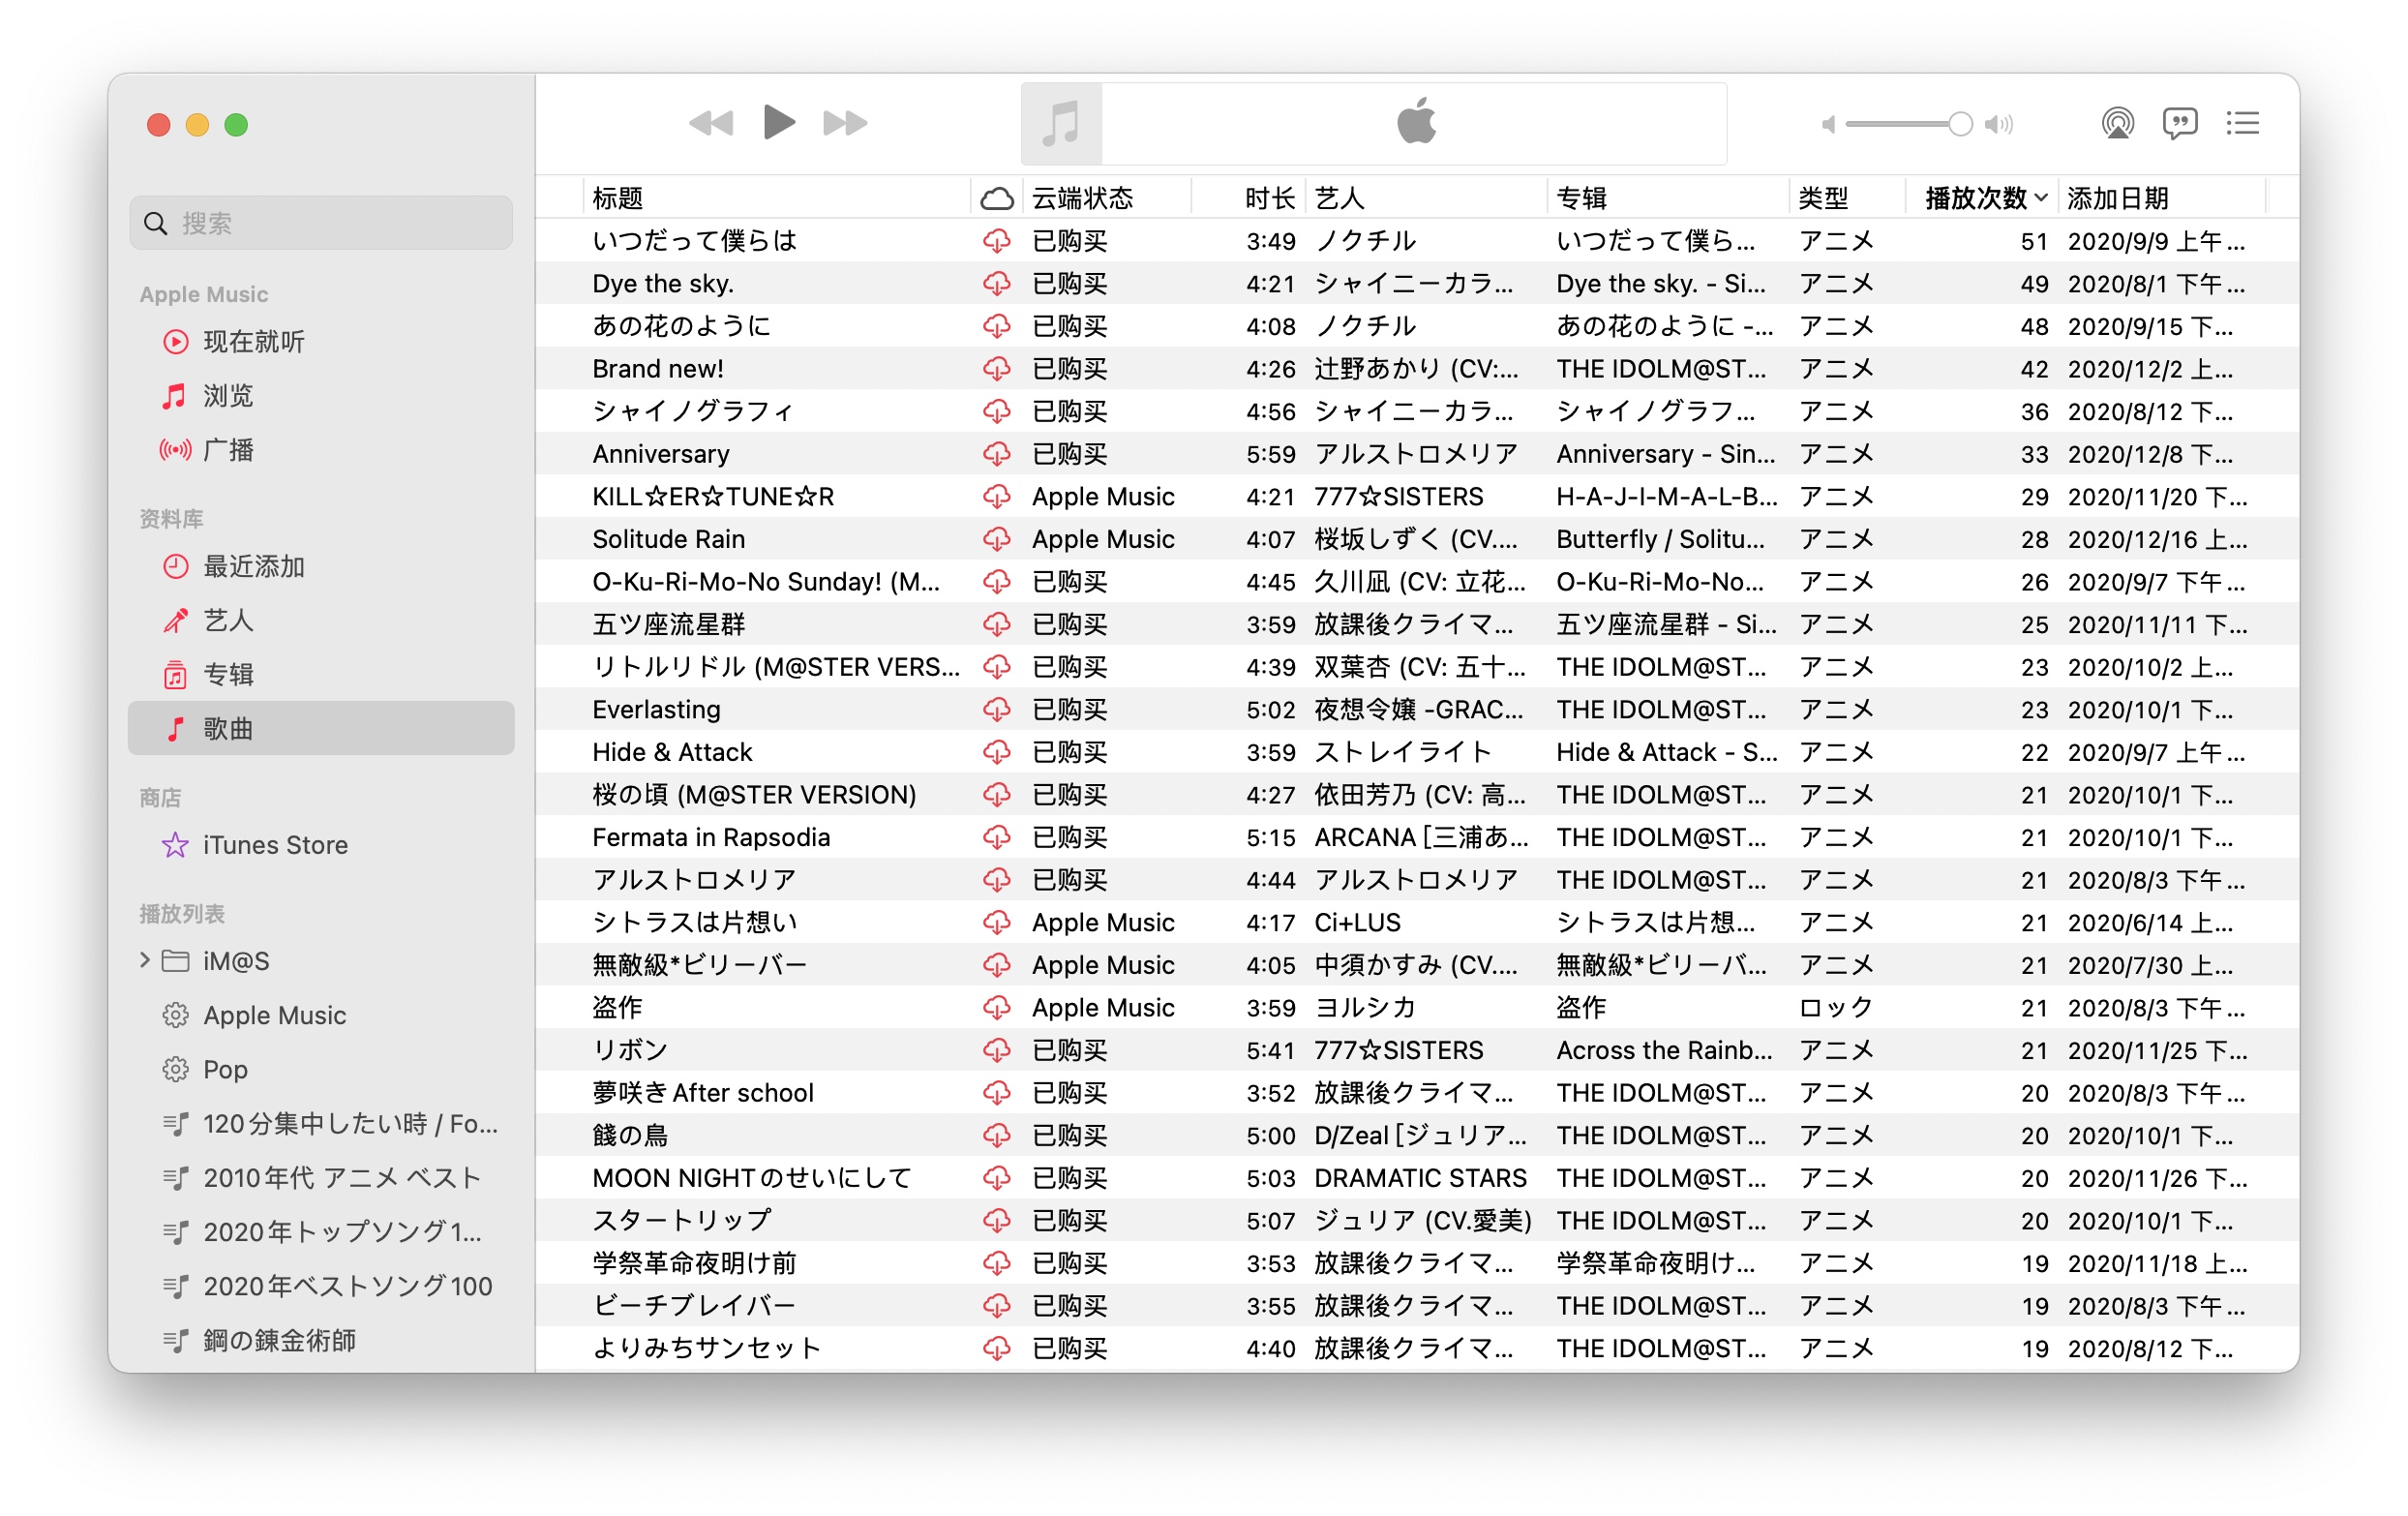 搜索
Apple Music
现在就听
浏览
广播
资料库
最近添加
艺人
专辑
歌曲
商店
iTunes Store
播放列表
iM@S
Apple Music
Pop
120分集中したい時 / Fo...
2010年代 アニメ ベスト
2020年トップソング1...
2020年ベストソング100
鋼の錬金術師
标题 云端状态 时长 艺人 专辑 类型 播放次数 添加日期
いつだって僕らは 已购买 3:49 ノクチル いつだって僕ら... アニメ 51 2020/9/9 上午...
Dye the sky. 已购买 4:21 シャイニーカラ... Dye the sky. - Si... アニメ 49 2020/8/1 下午...
あの花のように 已购买 4:08 ノクチル あの花のように -... アニメ 48 2020/9/15 下...
Brand new! 已购买 4:26 辻野あかり (CV:... THE IDOLM@ST... アニメ 42 2020/12/2 上...
シャイノグラフィ 已购买 4:56 シャイニーカラ... シャイノグラフ... アニメ 36 2020/8/12 下...
Anniversary 已购买 5:59 アルストロメリア Anniversary - Sin... アニメ 33 2020/12/8 下...
KILL☆ER☆TUNE☆R Apple Music 4:21 777☆SISTERS H-A-J-I-M-A-L-B... アニメ 29 2020/11/20 下...
Solitude Rain Apple Music 4:07 桜坂しずく (CV.... Butterfly / Solitu... アニメ 28 2020/12/16 上...
O-Ku-Ri-Mo-No Sunday! (M... 已购买 4:45 久川凪 (CV: 立花... O-Ku-Ri-Mo-No... アニメ 26 2020/9/7 下午...
五ツ座流星群 已购买 3:59 放課後クライマ... 五ツ座流星群 - Si... アニメ 25 2020/11/11 下...
リトルリドル (M@STER VERS... 已购买 4:39 双葉杏 (CV: 五十... THE IDOLM@ST... アニメ 23 2020/10/2 上...
Everlasting 已购买 5:02 夜想令嬢 -GRAC... THE IDOLM@ST... アニメ 23 2020/10/1 下...
Hide & Attack 已购买 3:59 ストレイライト Hide & Attack - S... アニメ 22 2020/9/7 上午...
桜の頃 (M@STER VERSION) 已购买 4:27 依田芳乃 (CV: 高... THE IDOLM@ST... アニメ 21 2020/10/1 下...
Fermata in Rapsodia 已购买 5:15 ARCANA [三浦あ... THE IDOLM@ST... アニメ 21 2020/10/1 下...
アルストロメリア 已购买 4:44 アルストロメリア THE IDOLM@ST... アニメ 21 2020/8/3 下午...
シトラスは片想い Apple Music 4:17 Ci+LUS シトラスは片想... アニメ 21 2020/6/14 上...
無敵級*ビリーバー Apple Music 4:05 中須かすみ (CV.... 無敵級*ビリーバ... アニメ 21 2020/7/30 上...
盗作 Apple Music 3:59 ヨルシカ 盗作 ロック 21 2020/8/3 下午...
リボン 已购买 5:41 777☆SISTERS Across the Rainb... アニメ 21 2020/11/25 下...
夢咲きAfter school 已购买 3:52 放課後クライマ... THE IDOLM@ST... アニメ 20 2020/8/3 下午...
餞の鳥 已购买 5:00 D/Zeal [ジュリア... THE IDOLM@ST... アニメ 20 2020/10/1 下...
MOON NIGHTのせいにして 已购买 5:03 DRAMATIC STARS THE IDOLM@ST... アニメ 20 2020/11/26 下...
スタートリップ 已购买 5:07 ジュリア (CV.愛美) THE IDOLM@ST... アニメ 20 2020/10/1 下...
学祭革命夜明け前 已购买 3:53 放課後クライマ... 学祭革命夜明け... アニメ 19 2020/11/18 上...
ビーチブレイバー 已购买 3:55 放課後クライマ... THE IDOLM@ST... アニメ 19 2020/8/3 下午...
よりみちサンセット 已购买 4:40 放課後クライマ... THE IDOLM@ST... アニメ 19 2020/8/12 下...